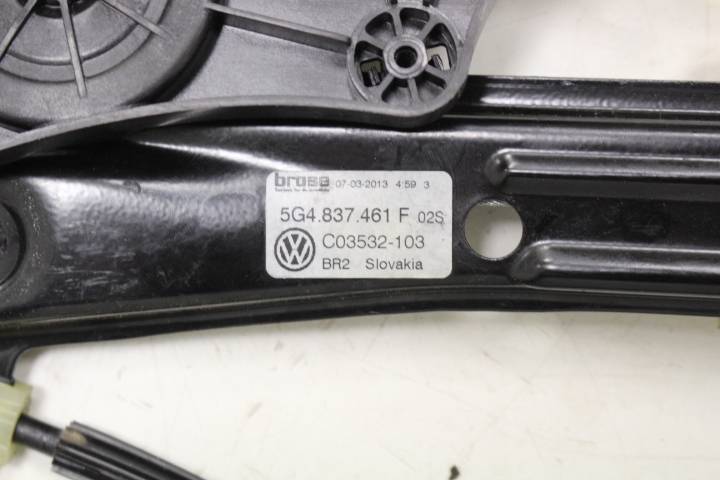 brose 07-03-2013 4:59 3
5G4.837.461 F 02S
C03532-103
BR2 Slovakia